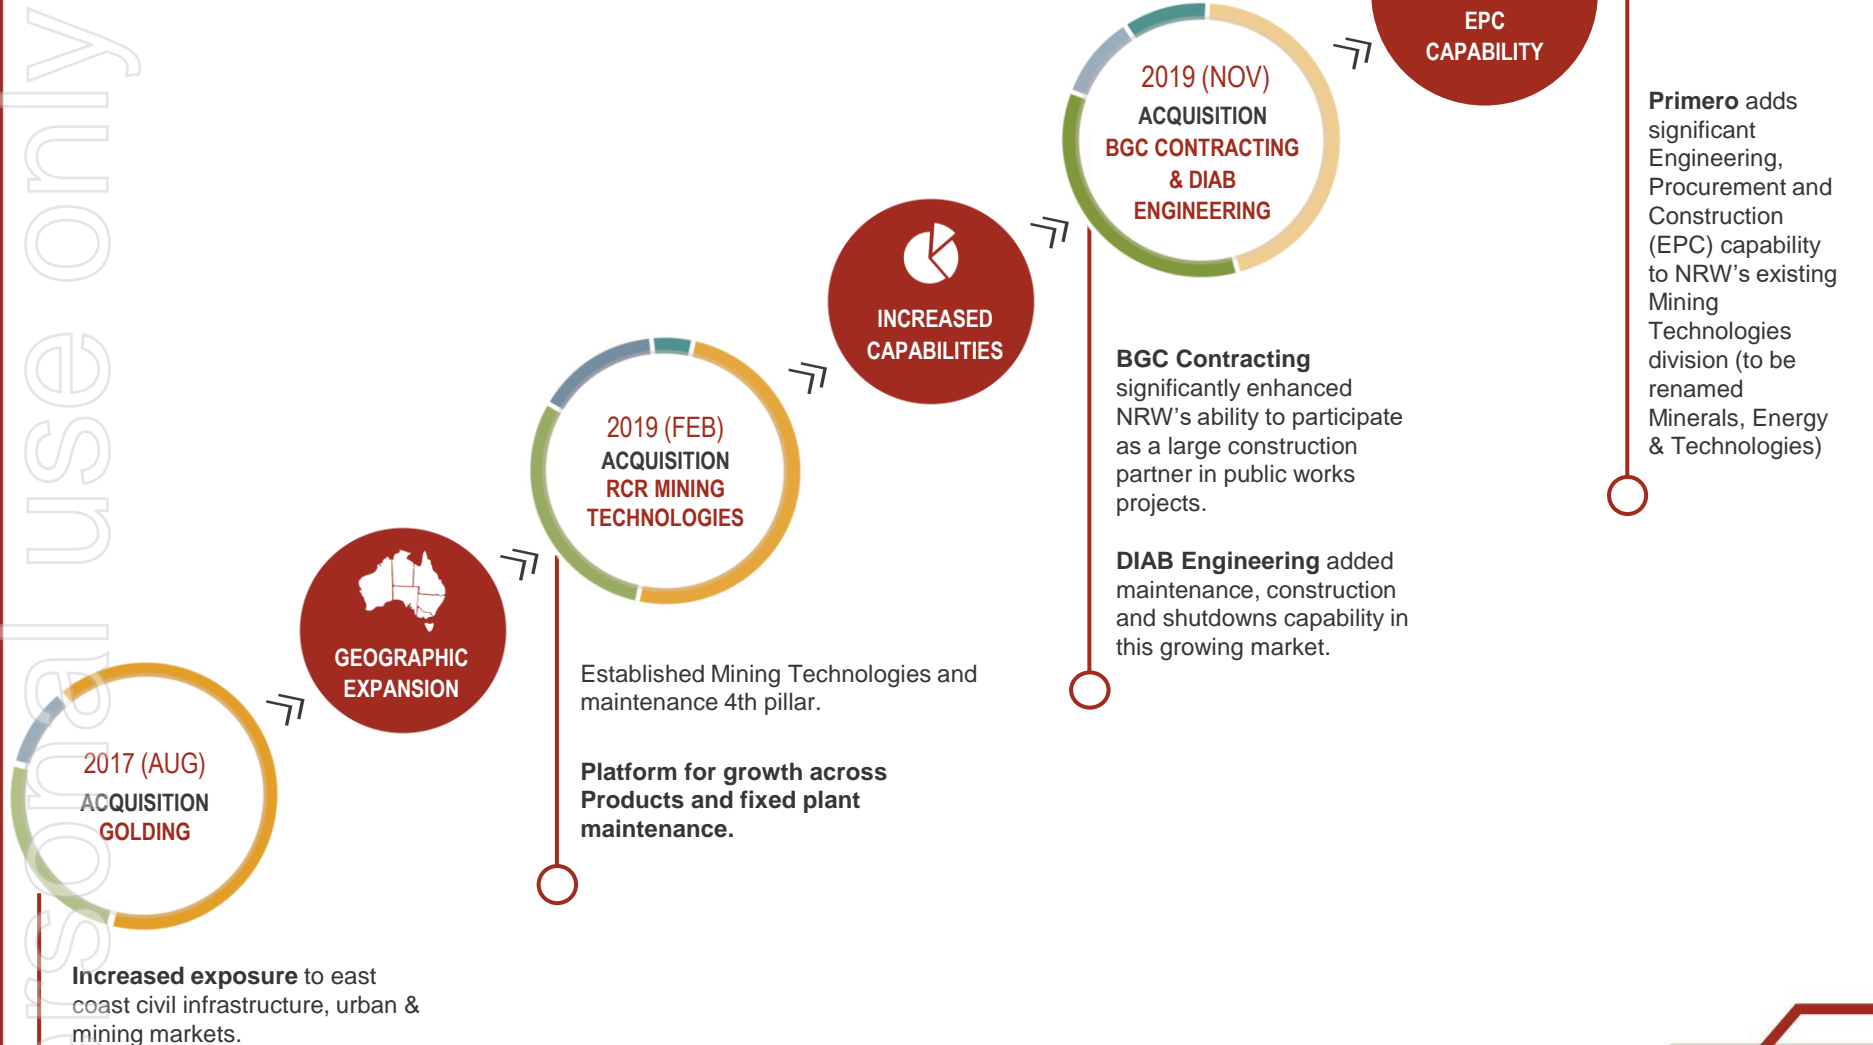 EPC
CAPABILITY
Primero adds
significant
Engineering,
Procurement and
Construction
(EPC) capability
to NRW's existing
Mining
Technologies
division (to be
renamed
Minerals, Energy
& Technologies)
2019 (NOV)
ACQUISITION
BGC CONTRACTING
& DIAB
ENGINEERING
BGC Contracting
significantly enhanced
NRW's ability to participate
as a large construction
partner in public works
projects.
DIAB Engineering added
maintenance, construction
and shutdowns capability in
this growing market.
INCREASED
CAPABILITIES
2019 (FEB)
ACQUISITION
RCR MINING
TECHNOLOGIES
Established Mining Technologies and
maintenance 4th pillar.
Platform for growth across
Products and fixed plant
maintenance.
GEOGRAPHIC
EXPANSION
2017 (AUG)
ACQUISITION
GOLDING
Increased exposure to east
coast civil infrastructure, urban &
mining markets.
rsonal use only